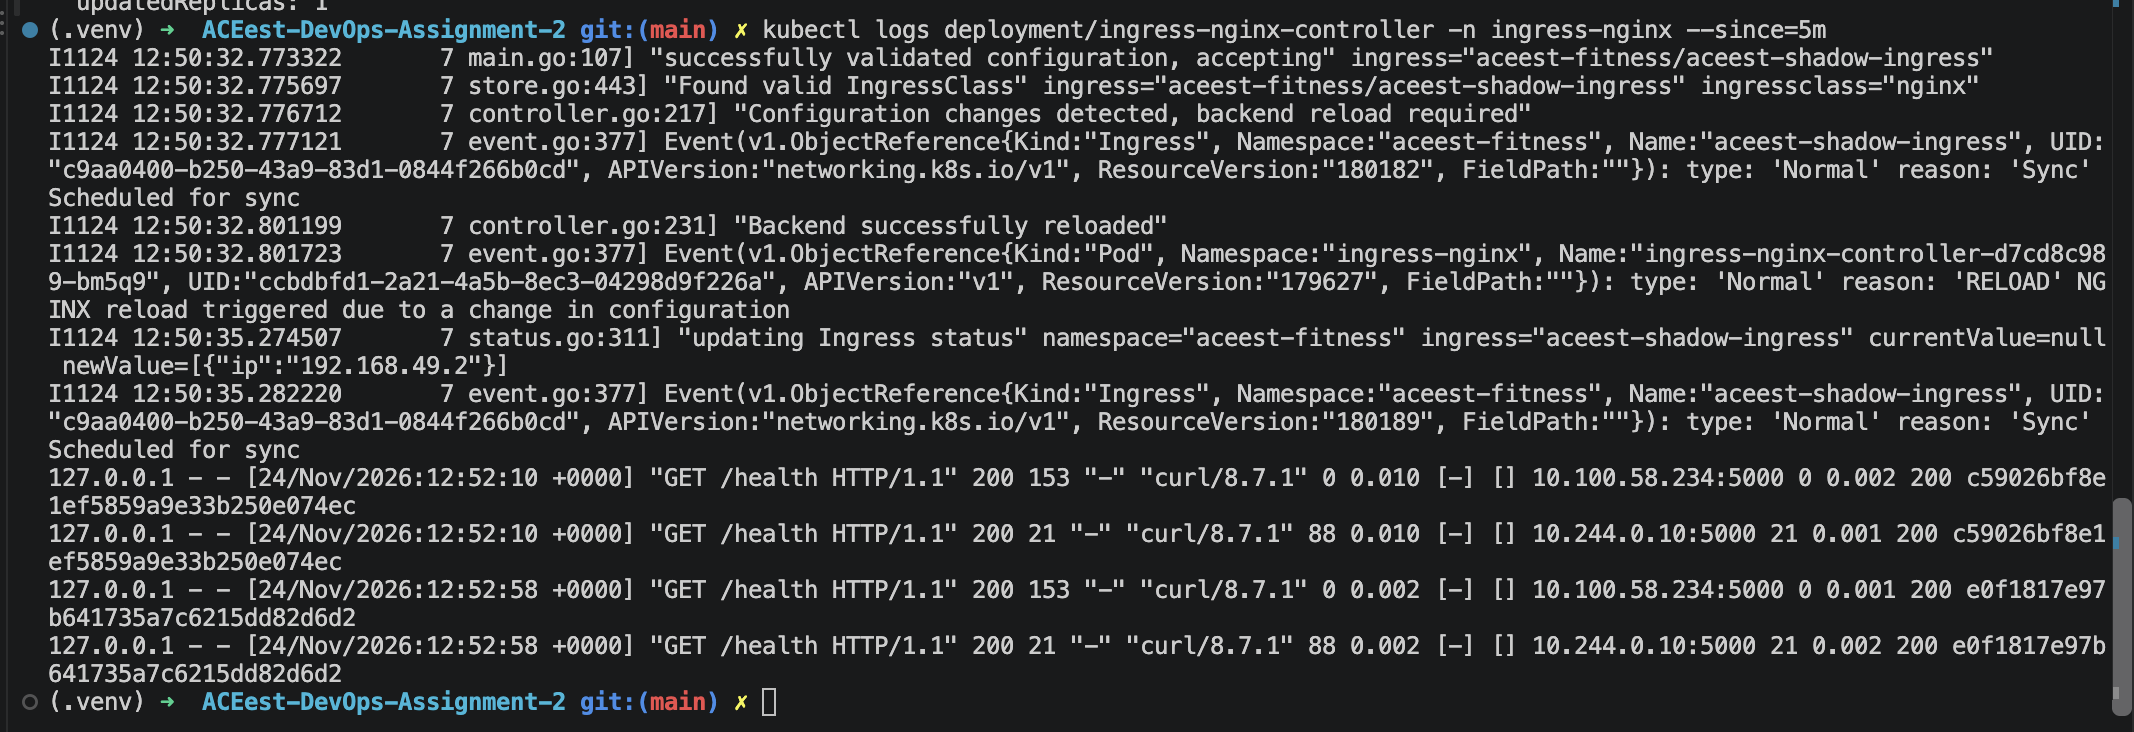 updatedReplicas: 1
(.venv) ➜  ACEest-DevOps-Assignment-2 git:(main) ✗ kubectl logs deployment/ingress-nginx-controller -n ingress-nginx --since=5m
I1124 12:50:32.773322       7 main.go:107] "successfully validated configuration, accepting" ingress="aceest-fitness/aceest-shadow-ingress"
I1124 12:50:32.775697       7 store.go:443] "Found valid IngressClass" ingress="aceest-fitness/aceest-shadow-ingress" ingressclass="nginx"
I1124 12:50:32.776712       7 controller.go:217] "Configuration changes detected, backend reload required"
I1124 12:50:32.777121       7 event.go:377] Event(v1.ObjectReference{Kind:"Ingress", Namespace:"aceest-fitness", Name:"aceest-shadow-ingress", UID:
"c9aa0400-b250-43a9-83d1-0844f266b0cd", APIVersion:"networking.k8s.io/v1", ResourceVersion:"180182", FieldPath:""}): type: 'Normal' reason: 'Sync'
Scheduled for sync
I1124 12:50:32.801199       7 controller.go:231] "Backend successfully reloaded"
I1124 12:50:32.801723       7 event.go:377] Event(v1.ObjectReference{Kind:"Pod", Namespace:"ingress-nginx", Name:"ingress-nginx-controller-d7cd8c98
9-bm5q9", UID:"ccbdbfd1-2a21-4a5b-8ec3-04298d9f226a", APIVersion:"v1", ResourceVersion:"179627", FieldPath:""}): type: 'Normal' reason: 'RELOAD' NG
INX reload triggered due to a change in configuration
I1124 12:50:35.274507       7 status.go:311] "updating Ingress status" namespace="aceest-fitness" ingress="aceest-shadow-ingress" currentValue=null
 newValue=[{"ip":"192.168.49.2"}]
I1124 12:50:35.282220       7 event.go:377] Event(v1.ObjectReference{Kind:"Ingress", Namespace:"aceest-fitness", Name:"aceest-shadow-ingress", UID:
"c9aa0400-b250-43a9-83d1-0844f266b0cd", APIVersion:"networking.k8s.io/v1", ResourceVersion:"180189", FieldPath:""}): type: 'Normal' reason: 'Sync'
Scheduled for sync
127.0.0.1 - - [24/Nov/2026:12:52:10 +0000] "GET /health HTTP/1.1" 200 153 "-" "curl/8.7.1" 0 0.010 [-] [] 10.100.58.234:5000 0 0.002 200 c59026bf8e
1ef5859a9e33b250e074ec
127.0.0.1 - - [24/Nov/2026:12:52:10 +0000] "GET /health HTTP/1.1" 200 21 "-" "curl/8.7.1" 88 0.010 [-] [] 10.244.0.10:5000 21 0.001 200 c59026bf8e1
ef5859a9e33b250e074ec
127.0.0.1 - - [24/Nov/2026:12:52:58 +0000] "GET /health HTTP/1.1" 200 153 "-" "curl/8.7.1" 0 0.002 [-] [] 10.100.58.234:5000 0 0.001 200 e0f1817e97
b641735a7c6215dd82d6d2
127.0.0.1 - - [24/Nov/2026:12:52:58 +0000] "GET /health HTTP/1.1" 200 21 "-" "curl/8.7.1" 88 0.002 [-] [] 10.244.0.10:5000 21 0.002 200 e0f1817e97b
641735a7c6215dd82d6d2
(.venv) ➜  ACEest-DevOps-Assignment-2 git:(main) ✗